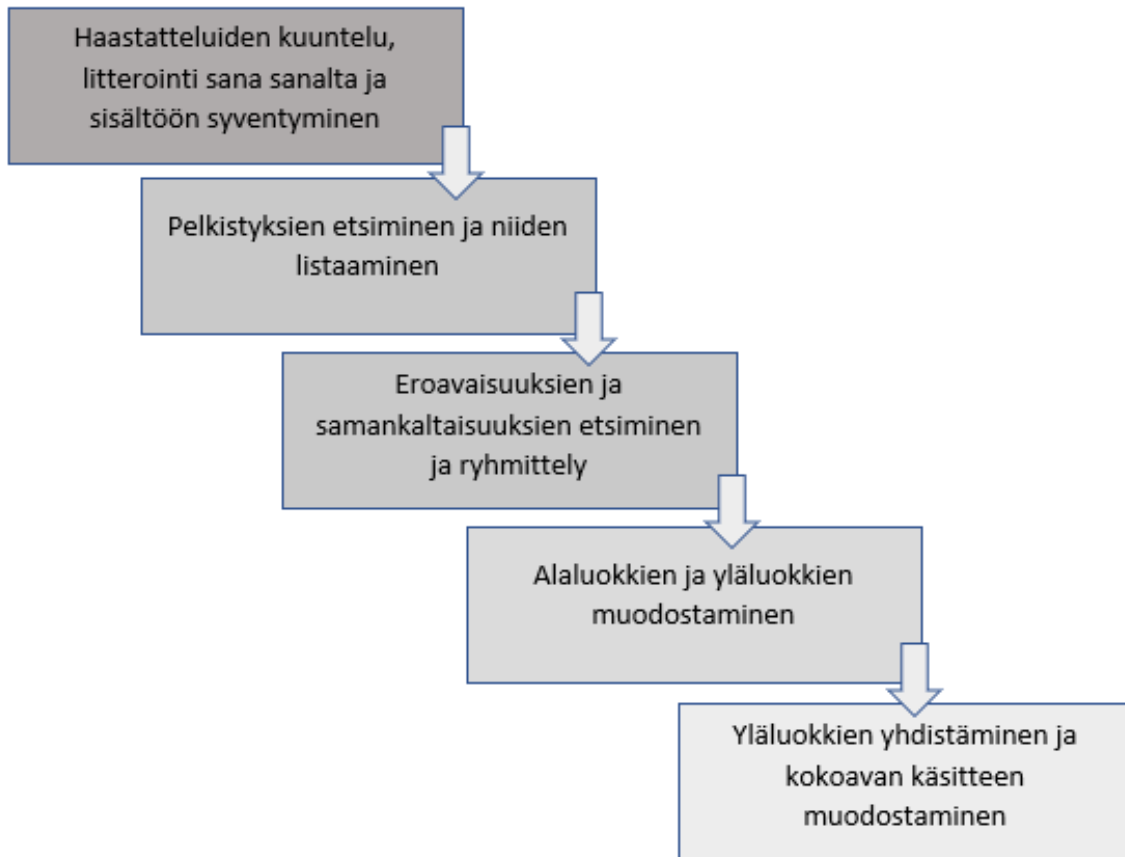 Haastatteluiden kuuntelu,
litterointi sana sanalta ja
sisältöön syventyminen
Pelkistyksien etsiminen ja niiden
listaaminen
Eroavaisuuksien ja
samankaltaisuuksien etsiminen
ja ryhmittely
Alaluokkien ja yläluokkien
muodostaminen
Yläluokkien yhdistäminen ja
kokoavan käsitteen
muodostaminen